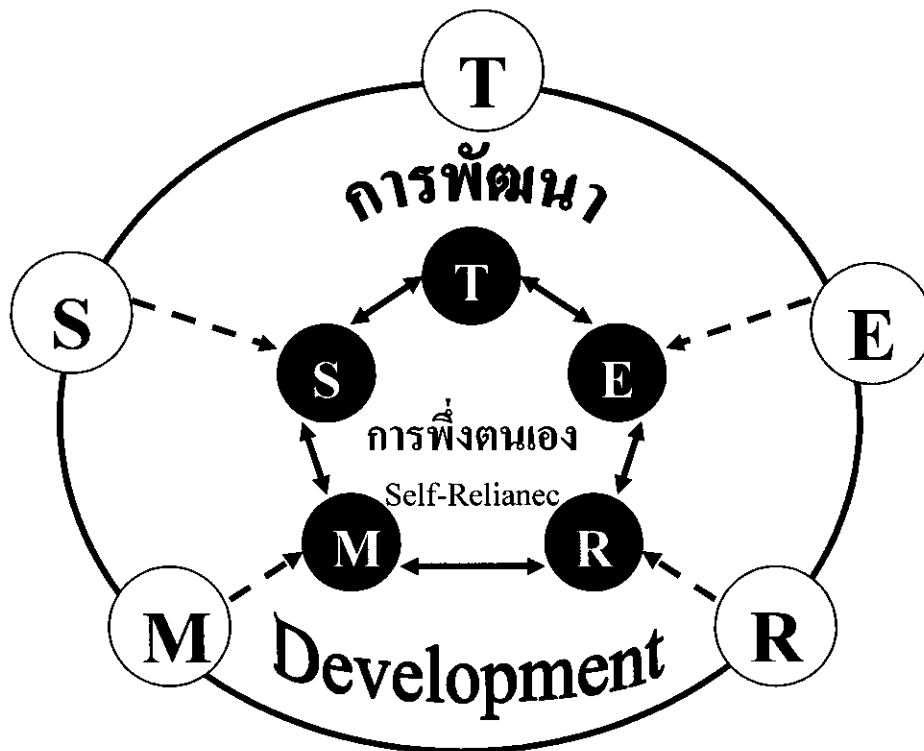 T
การพัฒนา
T
S
E
S
E
การพึ่งตนเอง
Self-Relianec
M
R
M
R
Development